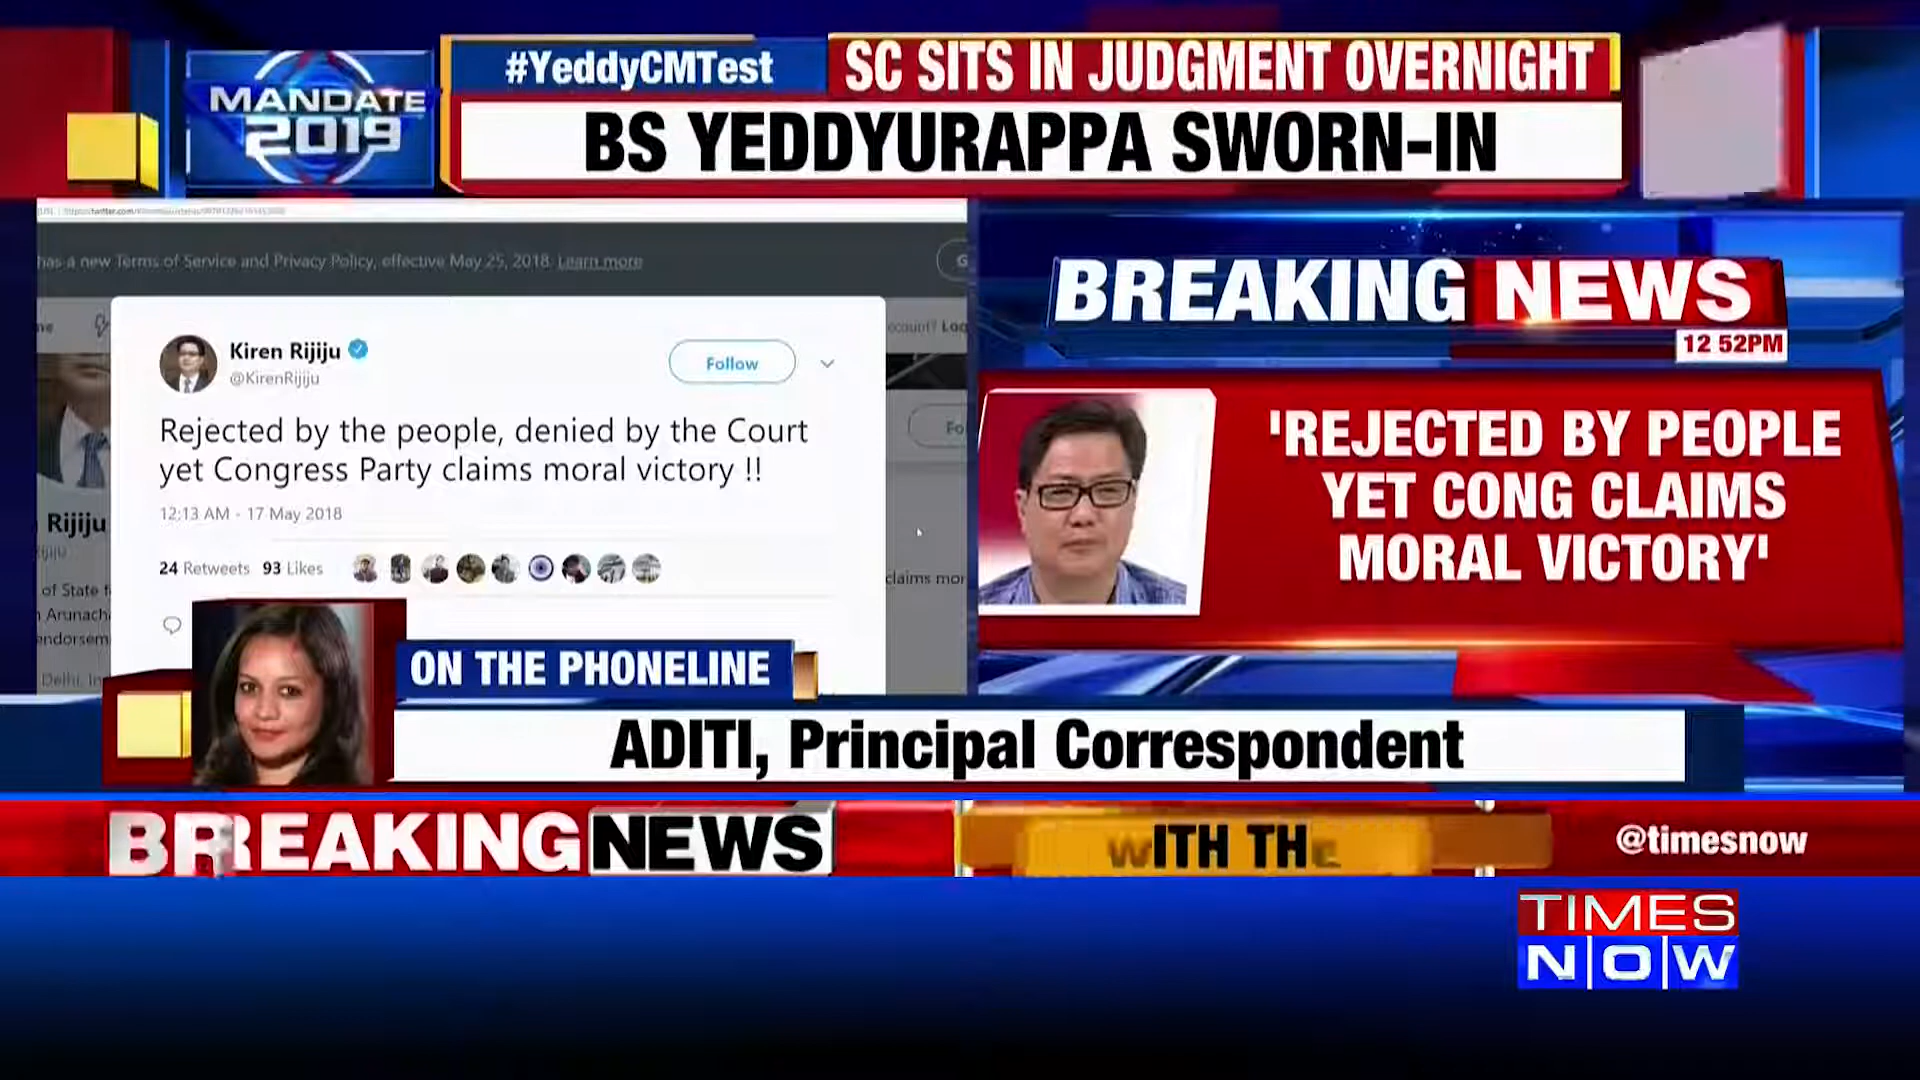 MANDATE
2019
#YeddyCMTest
SC SITS IN JUDGMENT OVERNIGHT
BS YEDDYURAPPA SWORN-IN
has a new Terms of Service and Privacy Policy, effective May 25, 2018. Learn more
Kiren Rijiju
@KirenRijiju
Follow
Rejected by the people, denied by the Court
yet Congress Party claims moral victory !!
12:13 AM - 17 May 2018
24 Retweets 93 Likes
Rijiju
of State
claims mor
BREAKING NEWS
12 52PM
'REJECTED BY PEOPLE
YET CONG CLAIMS
MORAL VICTORY'
ON THE PHONELINE
ADITI, Principal Correspondent
BREAKING NEWS
WITH THE
@timesnow
TIMES
NOW